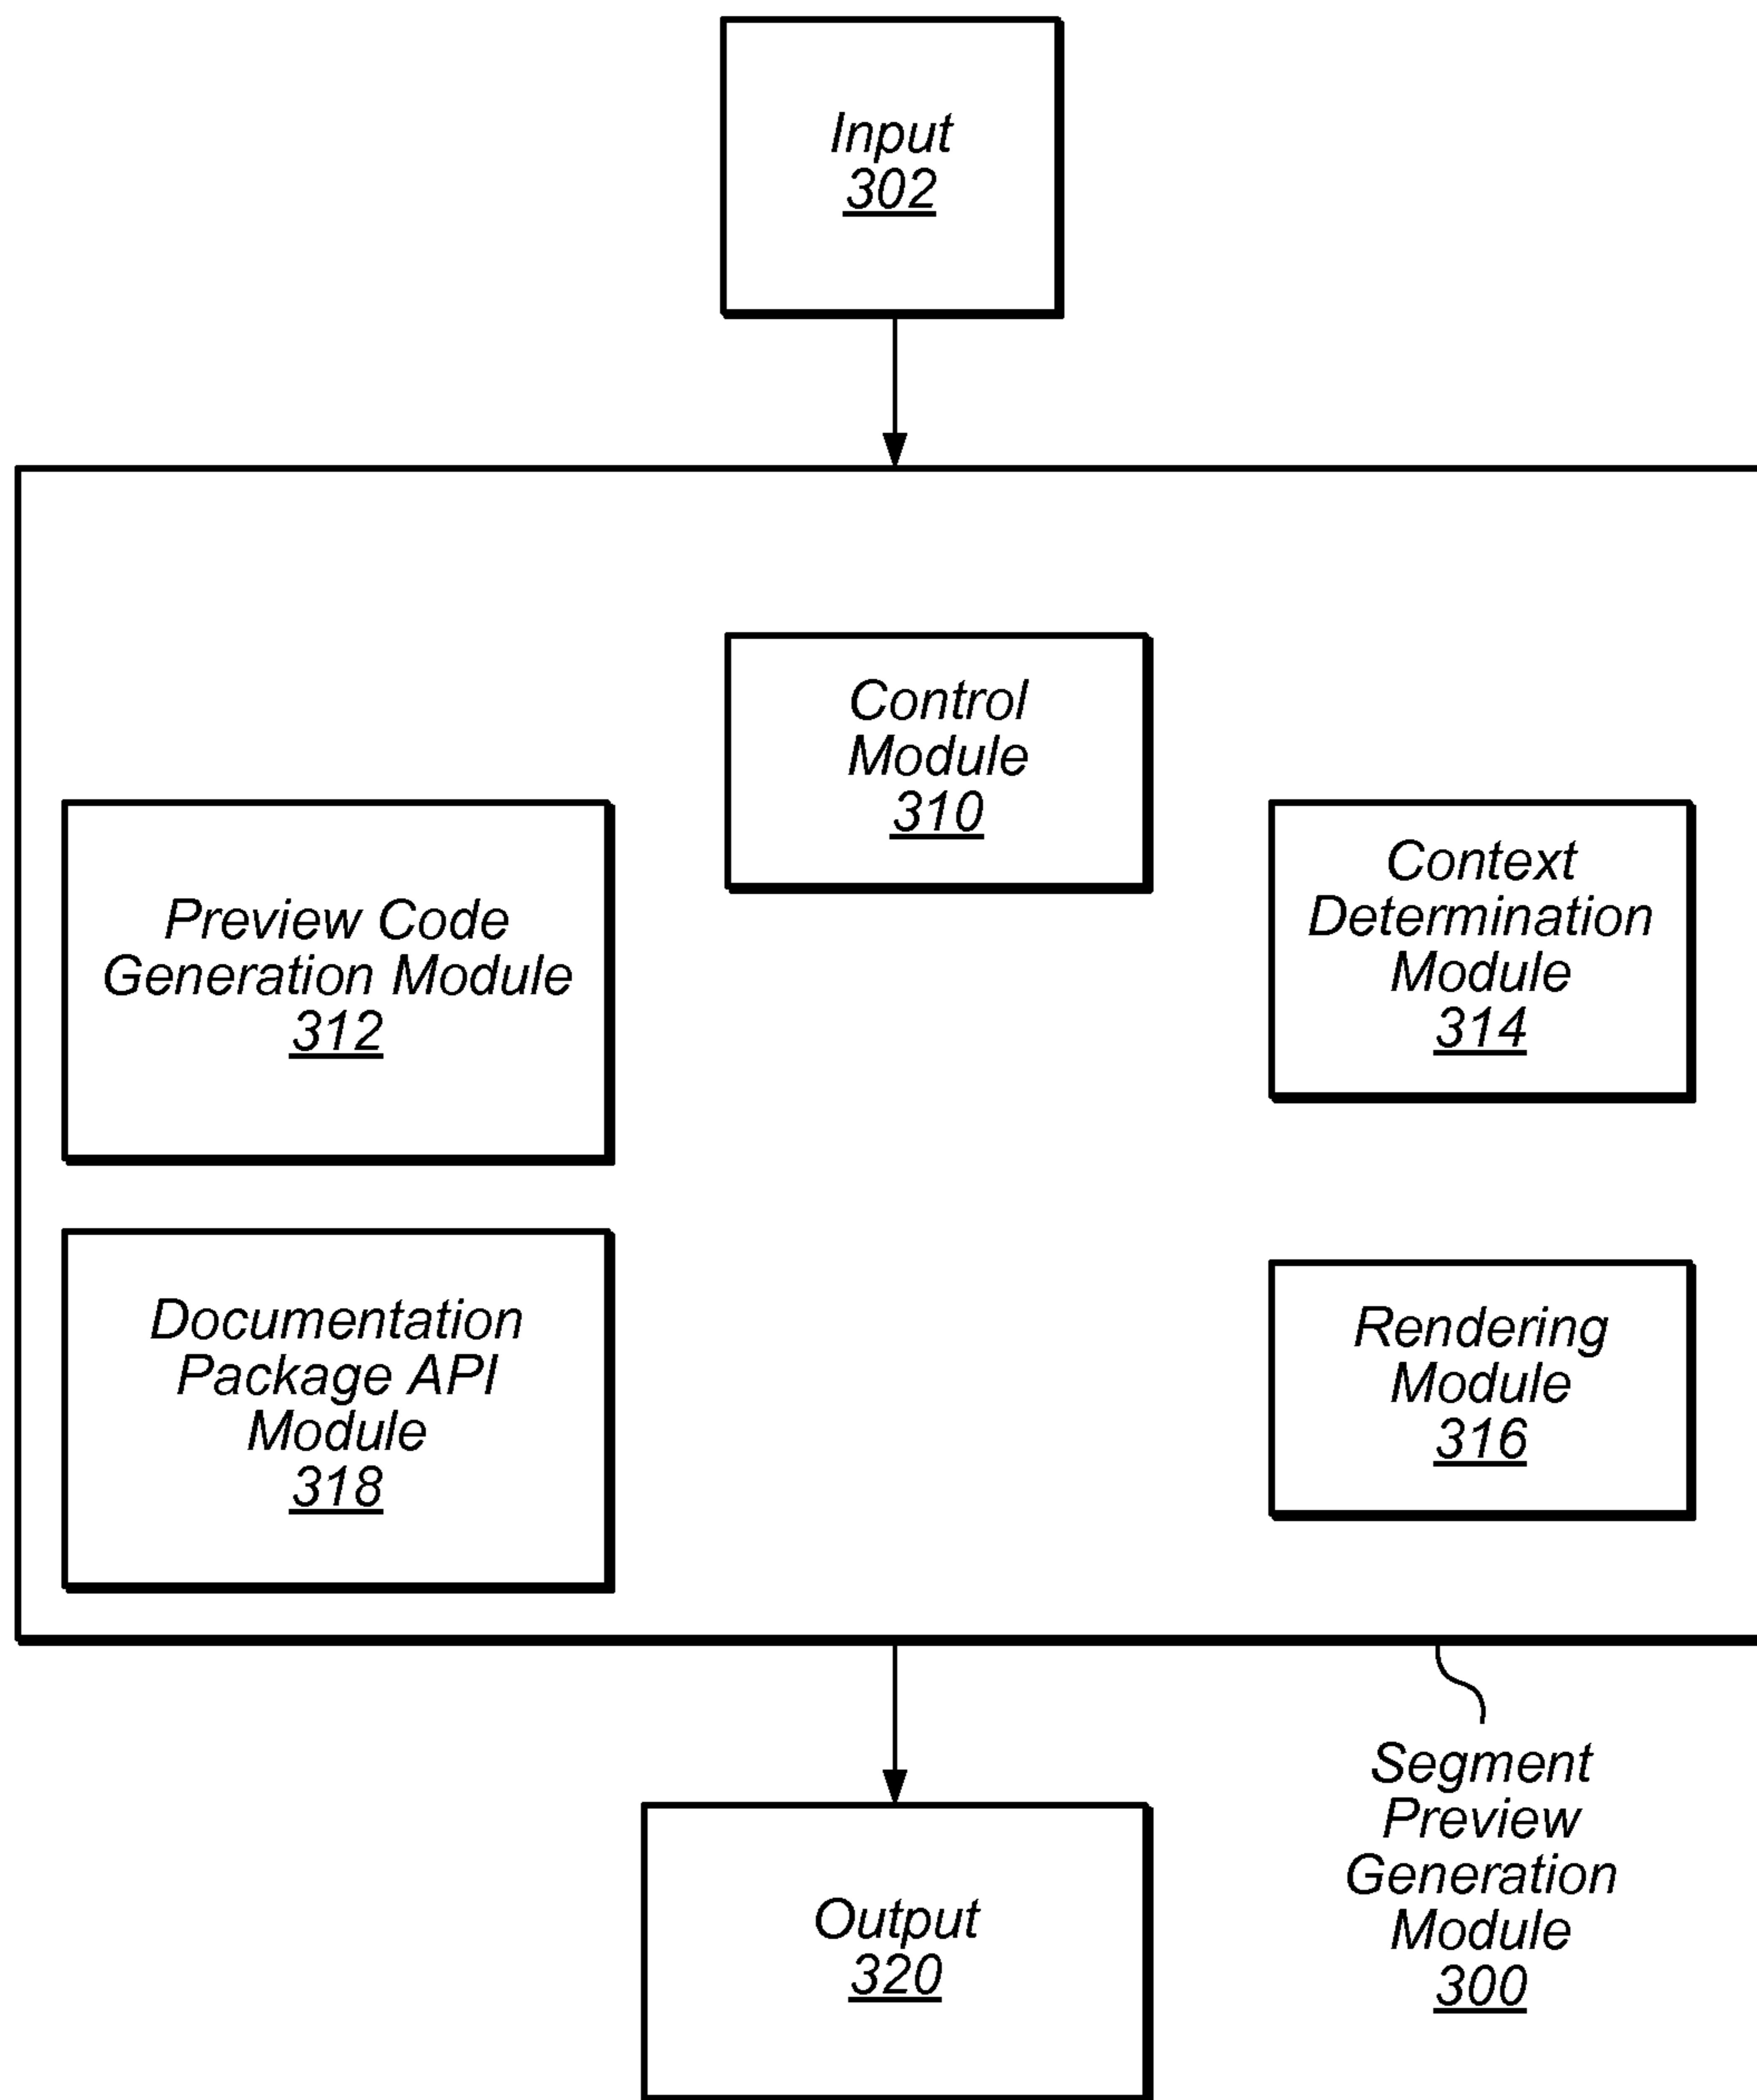 Input
302
Control
Module
310
Preview Code
Generation Module
312
Context
Determination
Module
314
Documentation
Package API
Module
318
Rendering
Module
316
Segment
Preview
Generation
Module
300
Output
320